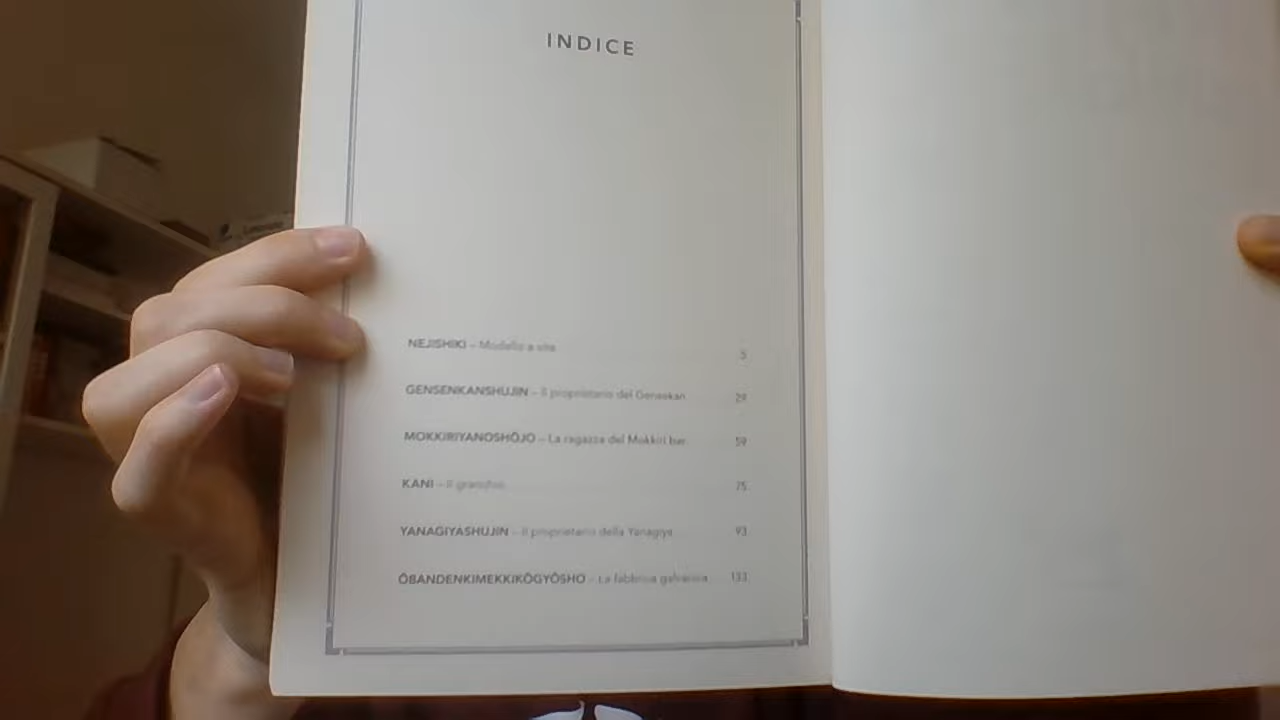 INDICE
NEJISHIKI – Modello a vite 5
GENSENKANSHUJIN – Il proprietario del Gensekan 29
MOKKIRIYANOSHŌJO – La ragazza del Mokkiri bar 59
KANI – Il granchio 75
YANAGIYASHUJIN – Il proprietario della Yanagiya 93
ŌBANDENKIMEKKIKŌGYŌSHO – La fabbrica galvanica 133